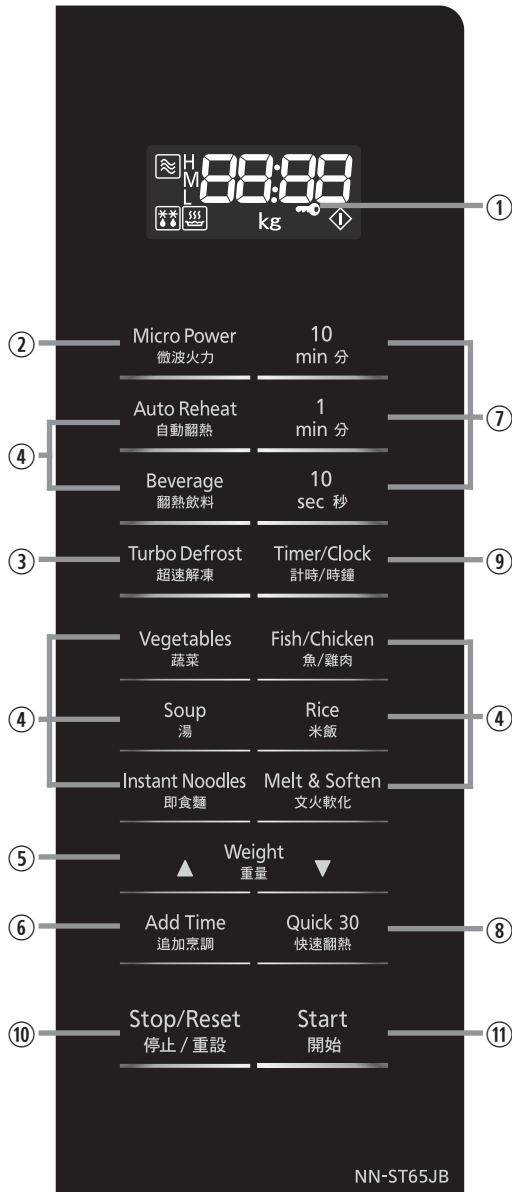 H
M
L
88:88
kg
①
② Micro Power
微波火力
10
min 分
⑦
④ Auto Reheat
自動翻熱
1
min 分
Beverage
翻熱飲料
10
sec 秒
③ Turbo Defrost
超速解凍
Timer/Clock
計時/時鐘
⑨
④ Vegetables
蔬菜
Fish/Chicken
魚/雞肉
④
Soup
湯
Rice
米飯
Instant Noodles
即食麵
Melt & Soften
文火軟化
⑤ ▲ Weight ▼
重量
⑥ Add Time
追加烹調
Quick 30
快速翻熱
⑧
⑩ Stop/Reset
停止 / 重設
Start
開始
⑪
NN-ST65JB